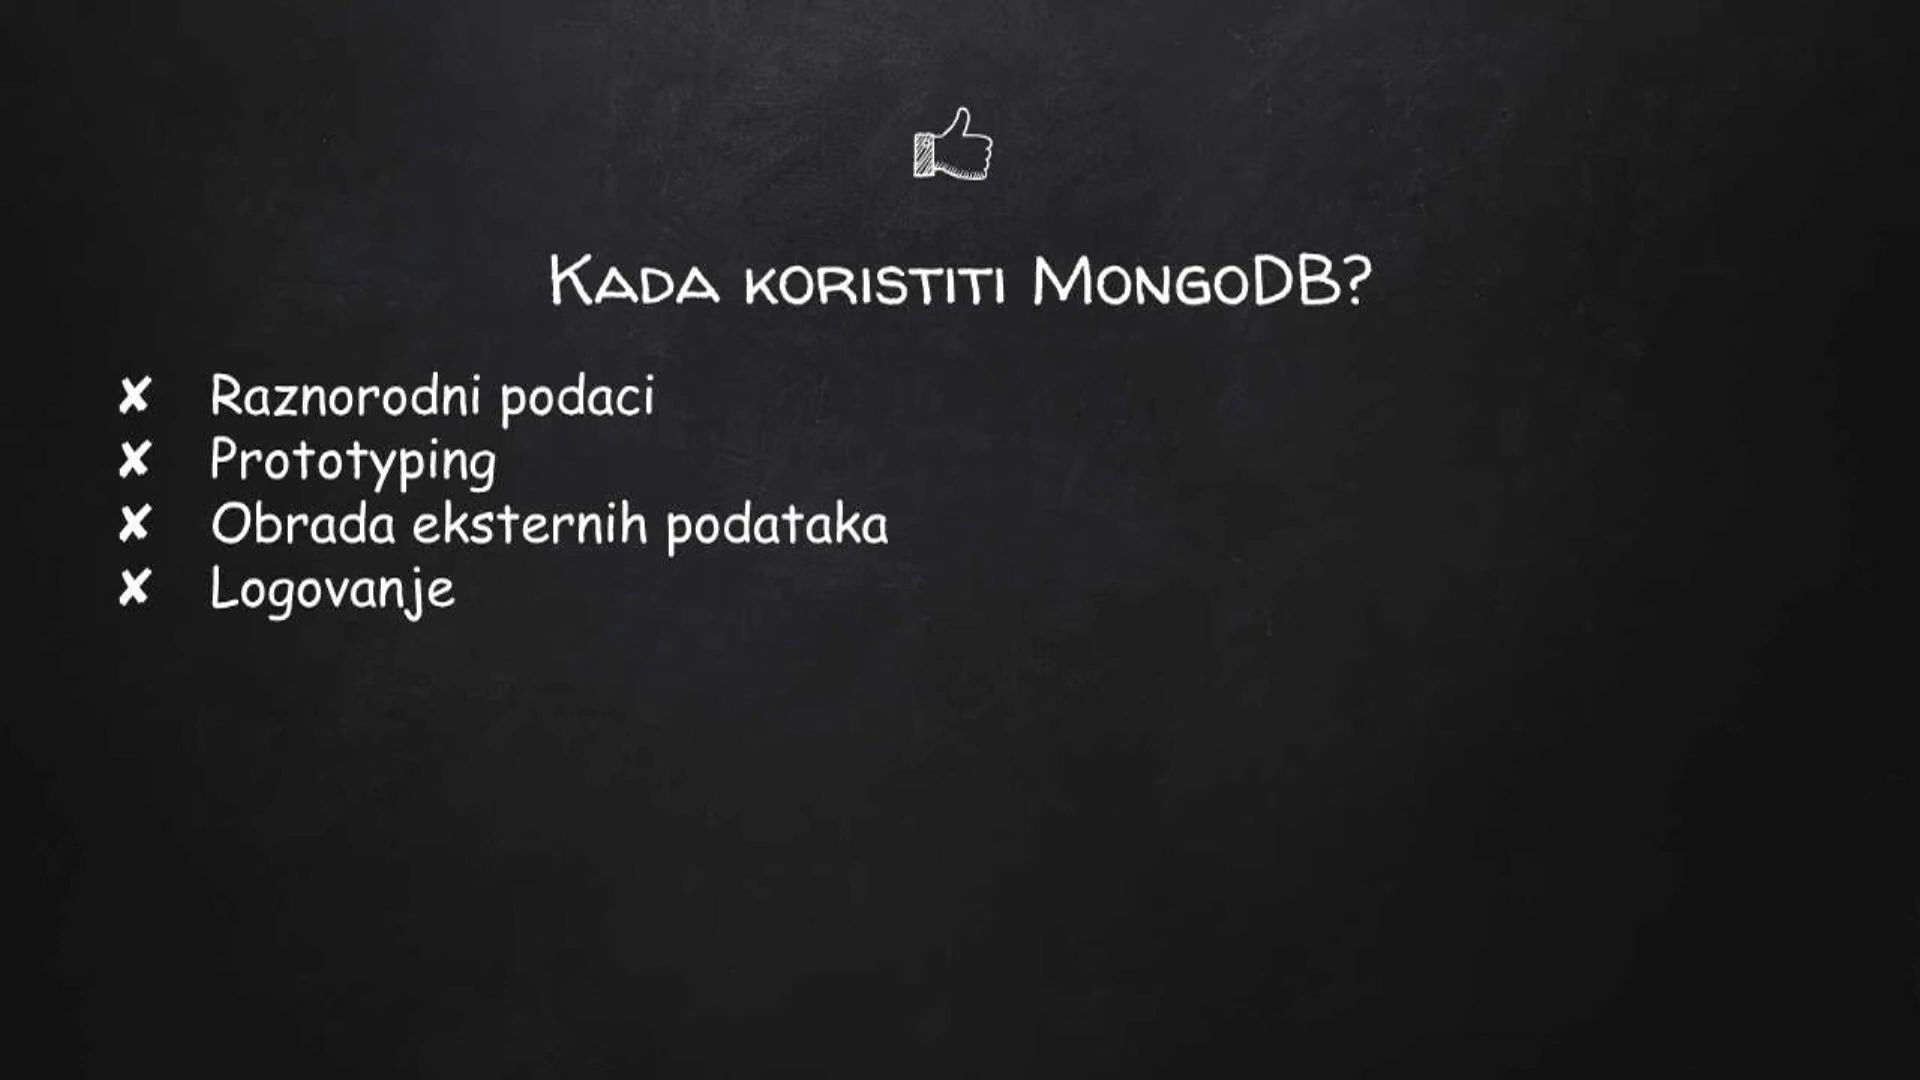 Kada koristiti MongoDB?
✘ Raznorodni podaci
✘ Prototyping
✘ Obrada eksternih podataka
✘ Logovanje